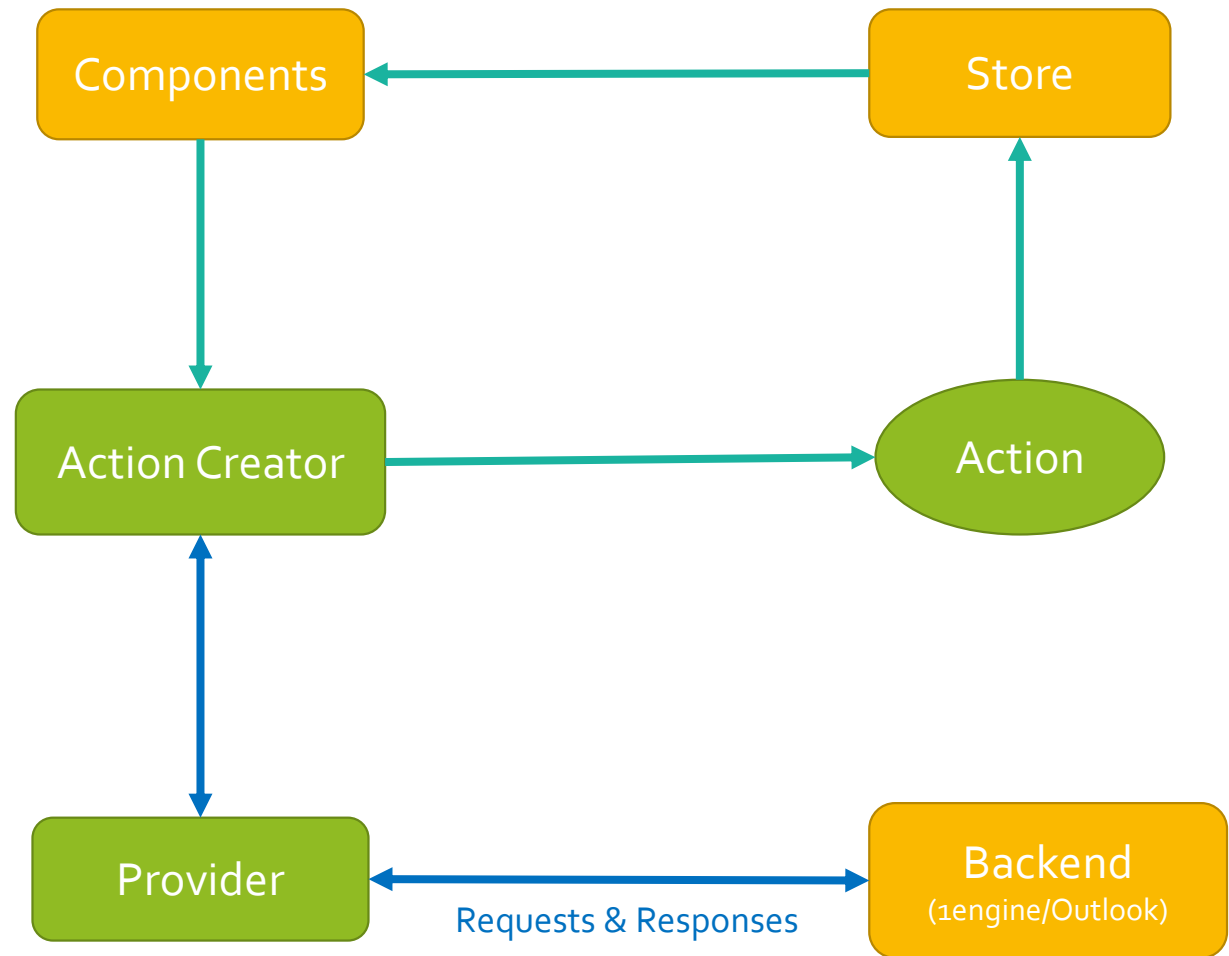 Components
Store
Action Creator
Action
Provider
Backend
(1engine/Outlook)
Requests & Responses